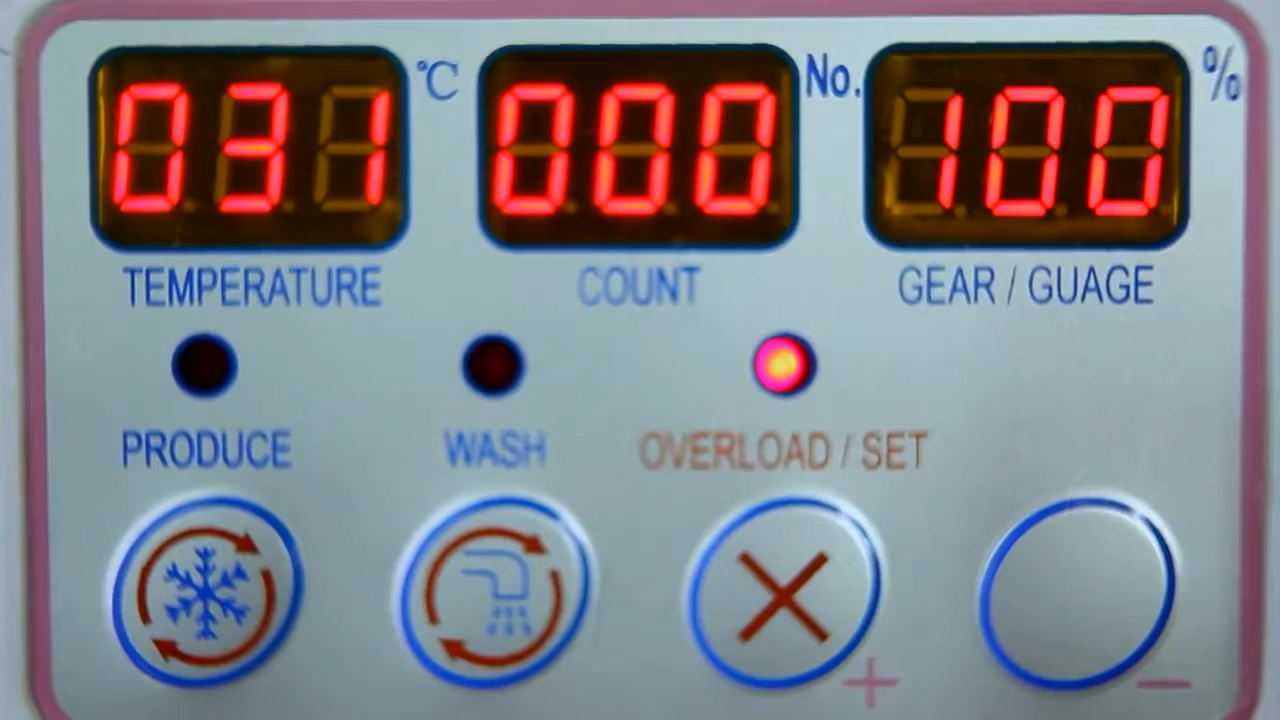 031 °C 000 No. 100 %
TEMPERATURE COUNT GEAR / GUAGE
PRODUCE WASH OVERLOAD / SET
+ −